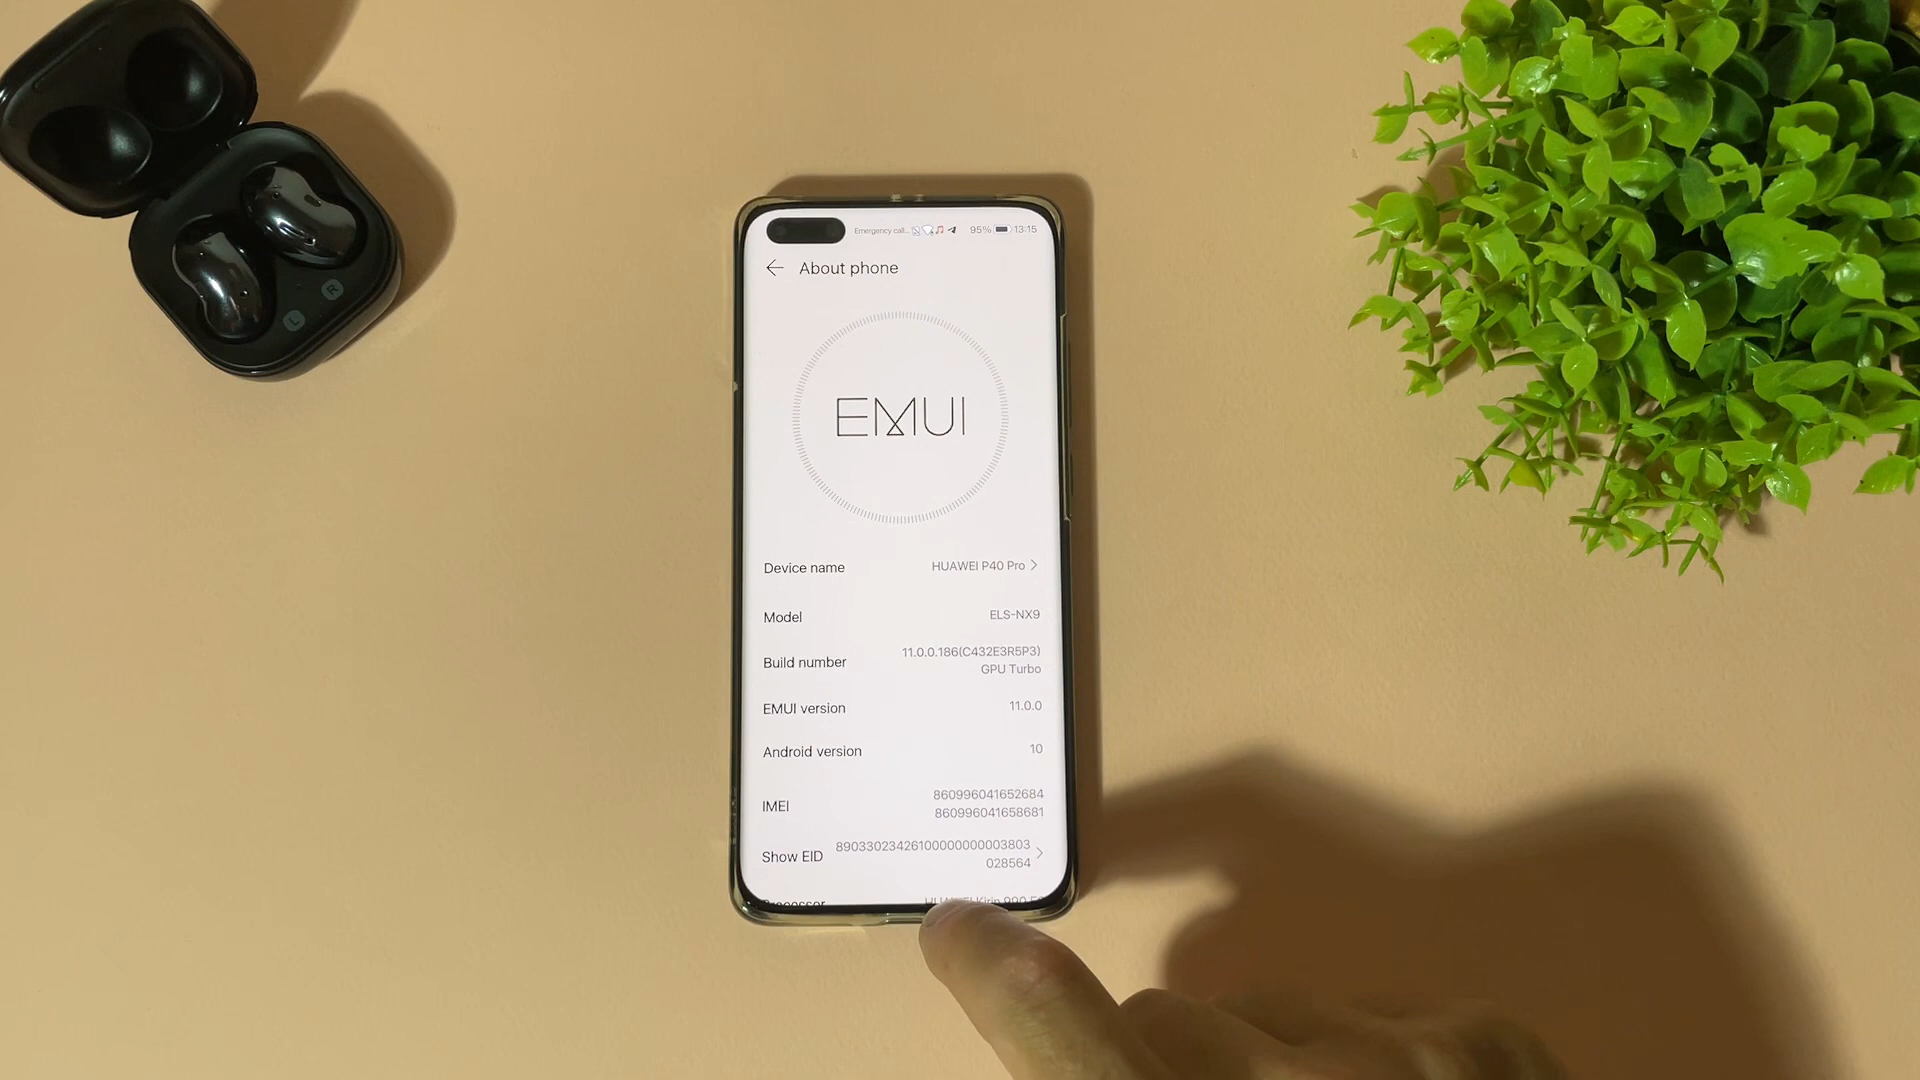 Emergency call... 95% 13:15
About phone
EMUI
Device name HUAWEI P40 Pro
Model ELS-NX9
Build number 11.0.0.186(C432E3R5P3)
GPU Turbo
EMUI version 11.0.0
Android version 10
IMEI 860996041652684
860996041658681
Show EID 89033023426100000000003803
028564
Processor
R
L